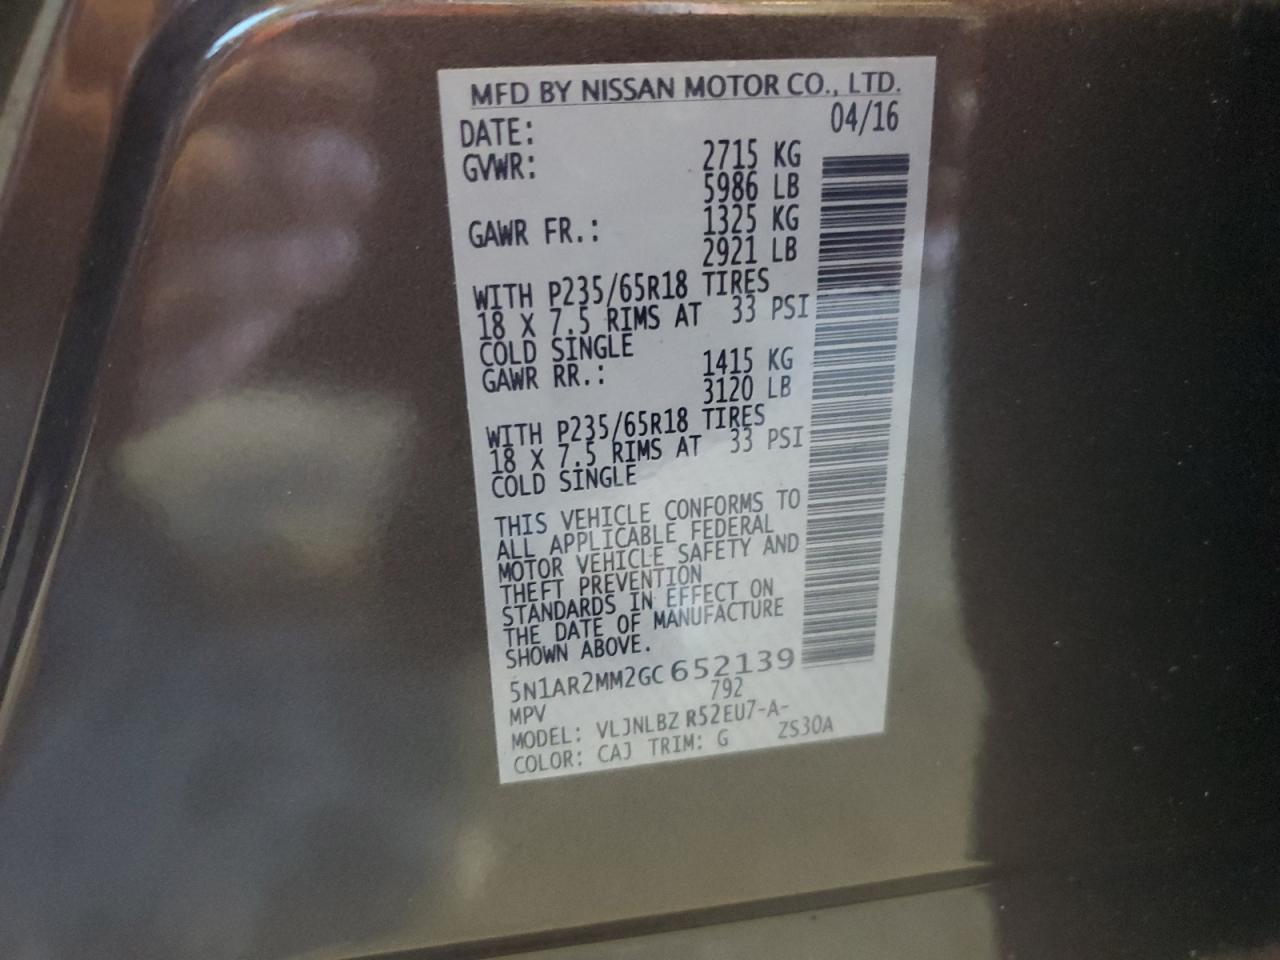 MFD BY NISSAN MOTOR CO., LTD.
DATE: 04/16
GVWR: 2715 KG
5986 LB
GAWR FR.: 1325 KG
2921 LB
WITH P235/65R18 TIRES
18 X 7.5 RIMS AT 33 PSI
COLD SINGLE
GAWR RR.: 1415 KG
3120 LB
WITH P235/65R18 TIRES
18 X 7.5 RIMS AT 33 PSI
COLD SINGLE
THIS VEHICLE CONFORMS TO
ALL APPLICABLE FEDERAL
MOTOR VEHICLE SAFETY AND
THEFT PREVENTION
STANDARDS IN EFFECT ON
THE DATE OF MANUFACTURE
SHOWN ABOVE.
5N1AR2MM2GC652139
MPV 792
MODEL: VLJNLBZ R52EU7-A-
COLOR: CAJ TRIM: G ZS30A